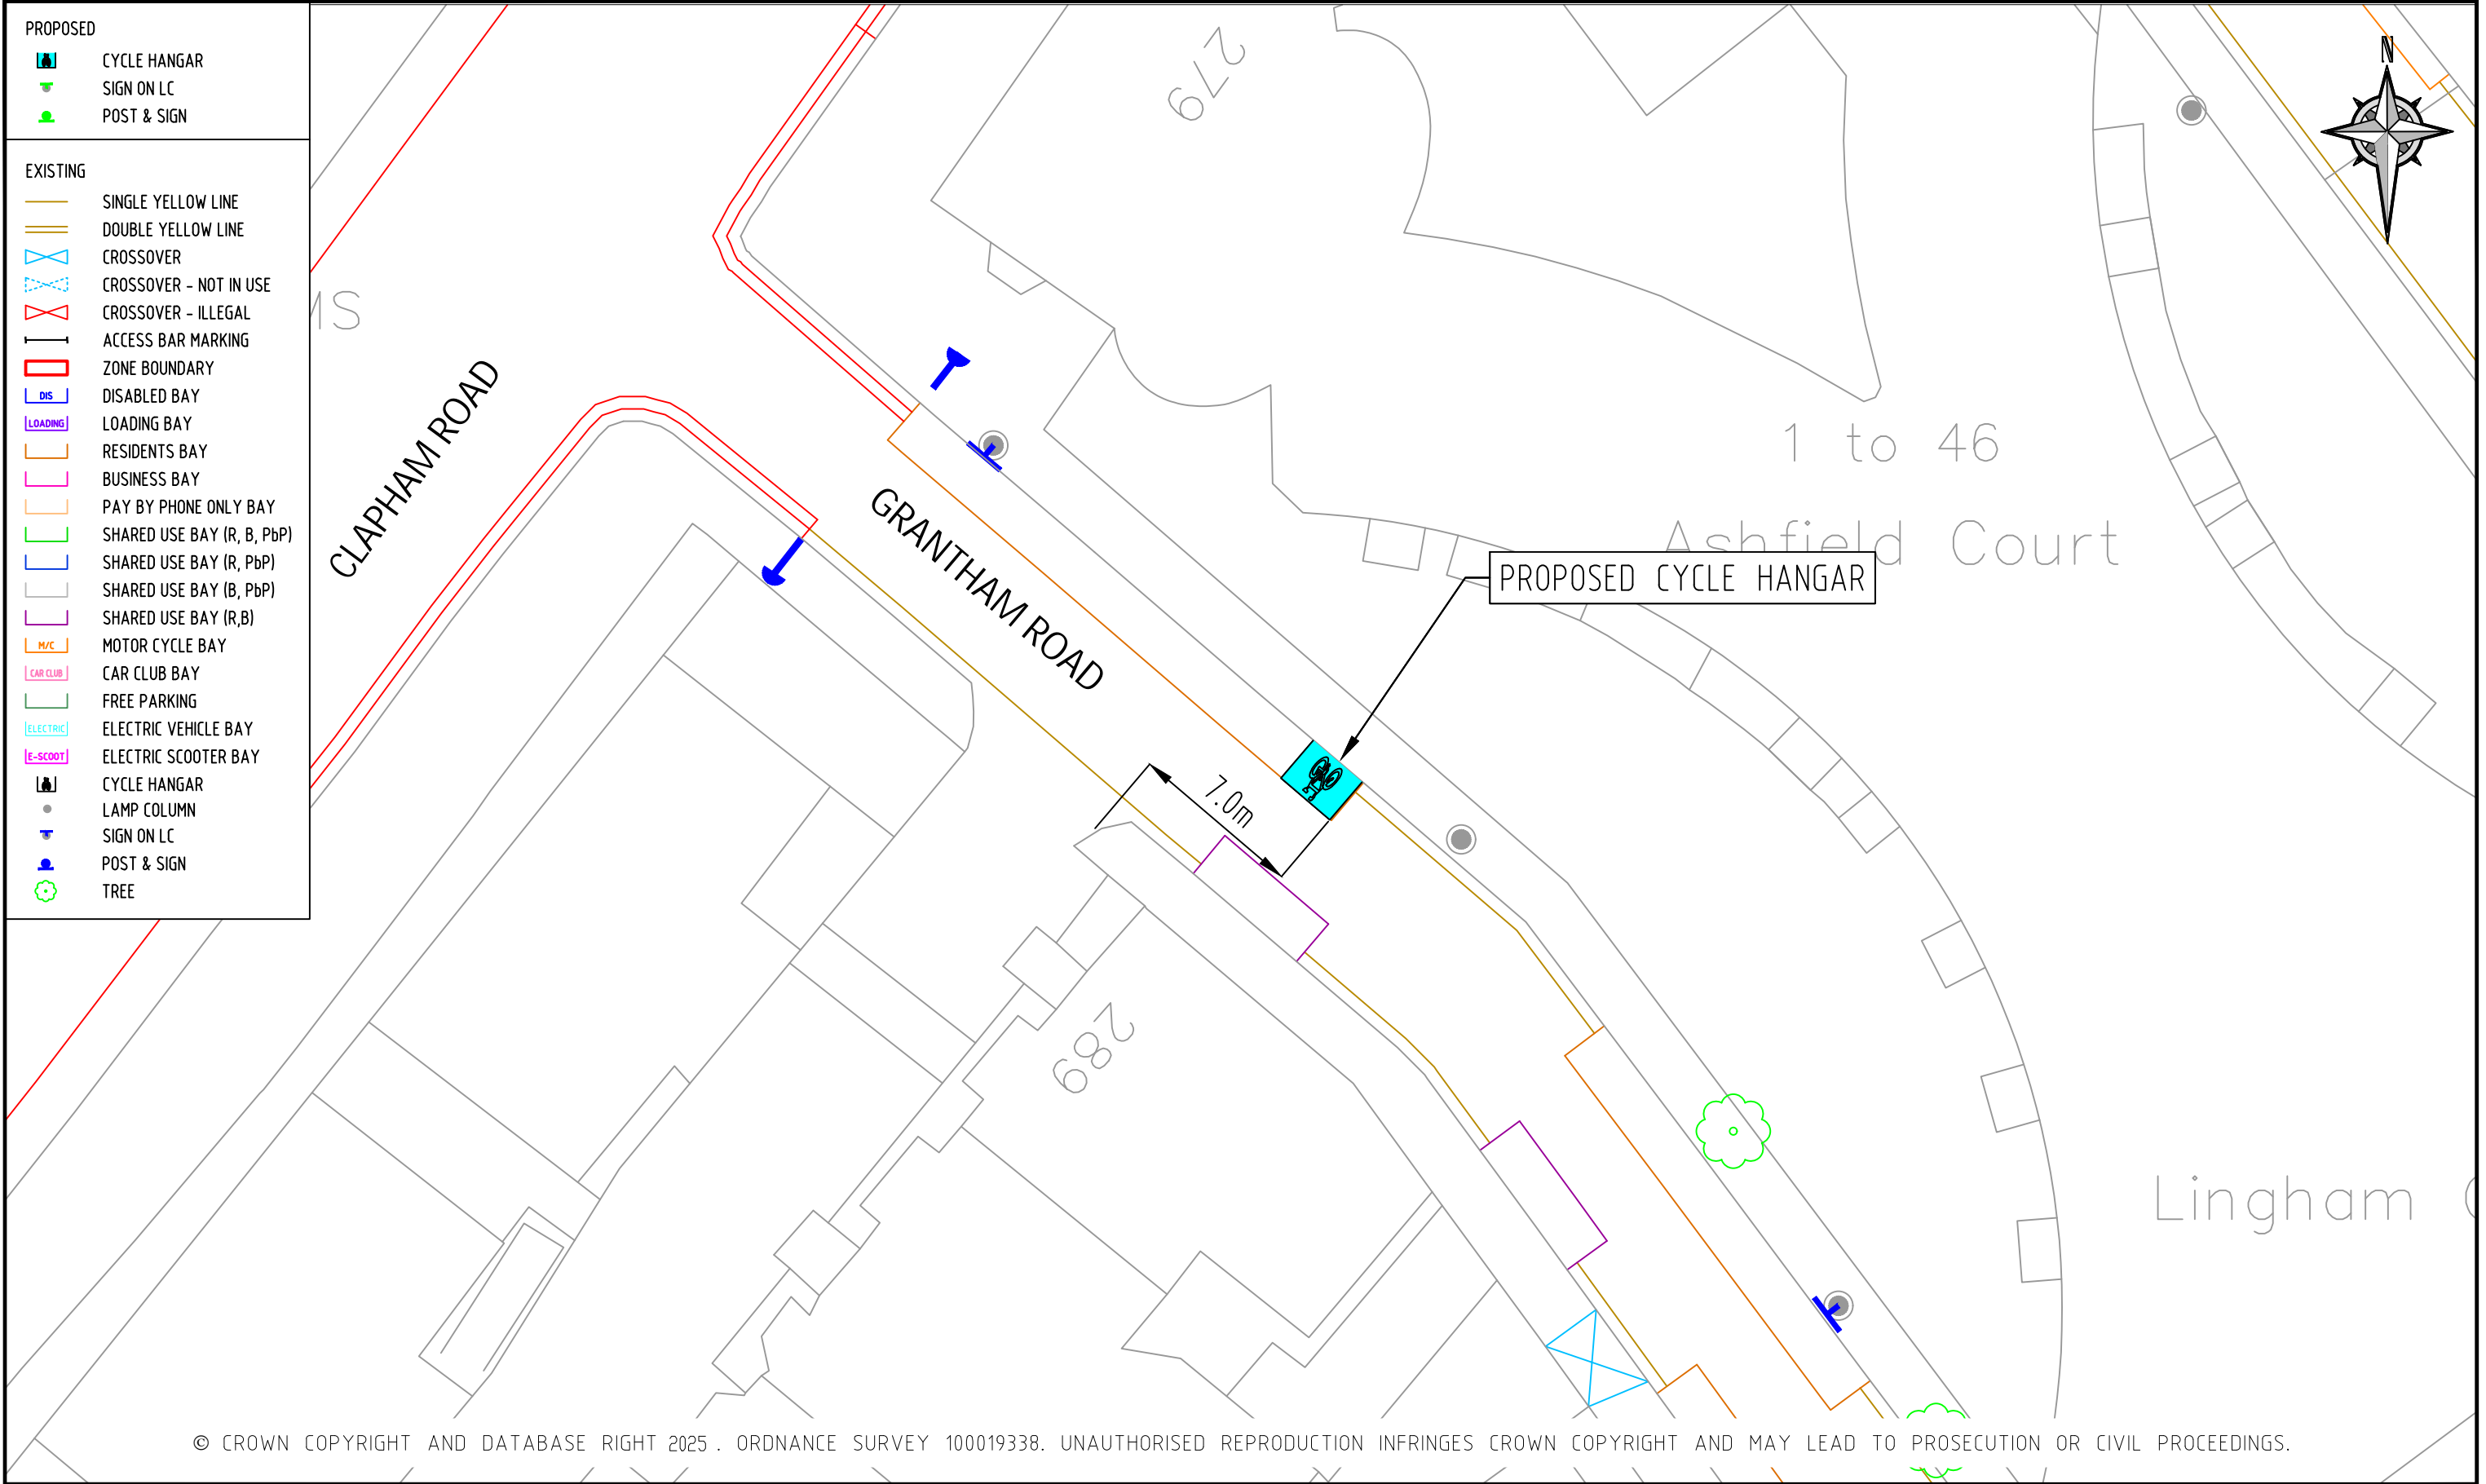 PROPOSED
CYCLE HANGAR
SIGN ON LC
POST & SIGN
EXISTING
SINGLE YELLOW LINE
DOUBLE YELLOW LINE
CROSSOVER
CROSSOVER - NOT IN USE
CROSSOVER - ILLEGAL
ACCESS BAR MARKING
ZONE BOUNDARY
DIS DISABLED BAY
LOADING LOADING BAY
RESIDENTS BAY
BUSINESS BAY
PAY BY PHONE ONLY BAY
SHARED USE BAY (R, B, PbP)
SHARED USE BAY (R, PbP)
SHARED USE BAY (B, PbP)
SHARED USE BAY (R,B)
M/C MOTOR CYCLE BAY
CAR CLUB CAR CLUB BAY
FREE PARKING
ELECTRIC ELECTRIC VEHICLE BAY
E-SCOOT ELECTRIC SCOOTER BAY
CYCLE HANGAR
LAMP COLUMN
SIGN ON LC
POST & SIGN
TREE
N
279
CLAPHAM ROAD
GRANTHAM ROAD
1 to 46
Ashfield Court
PROPOSED CYCLE HANGAR
7.0m
289
Lingham
© CROWN COPYRIGHT AND DATABASE RIGHT 2025 . ORDNANCE SURVEY 100019338. UNAUTHORISED REPRODUCTION INFRINGES CROWN COPYRIGHT AND MAY LEAD TO PROSECUTION OR CIVIL PROCEEDINGS.